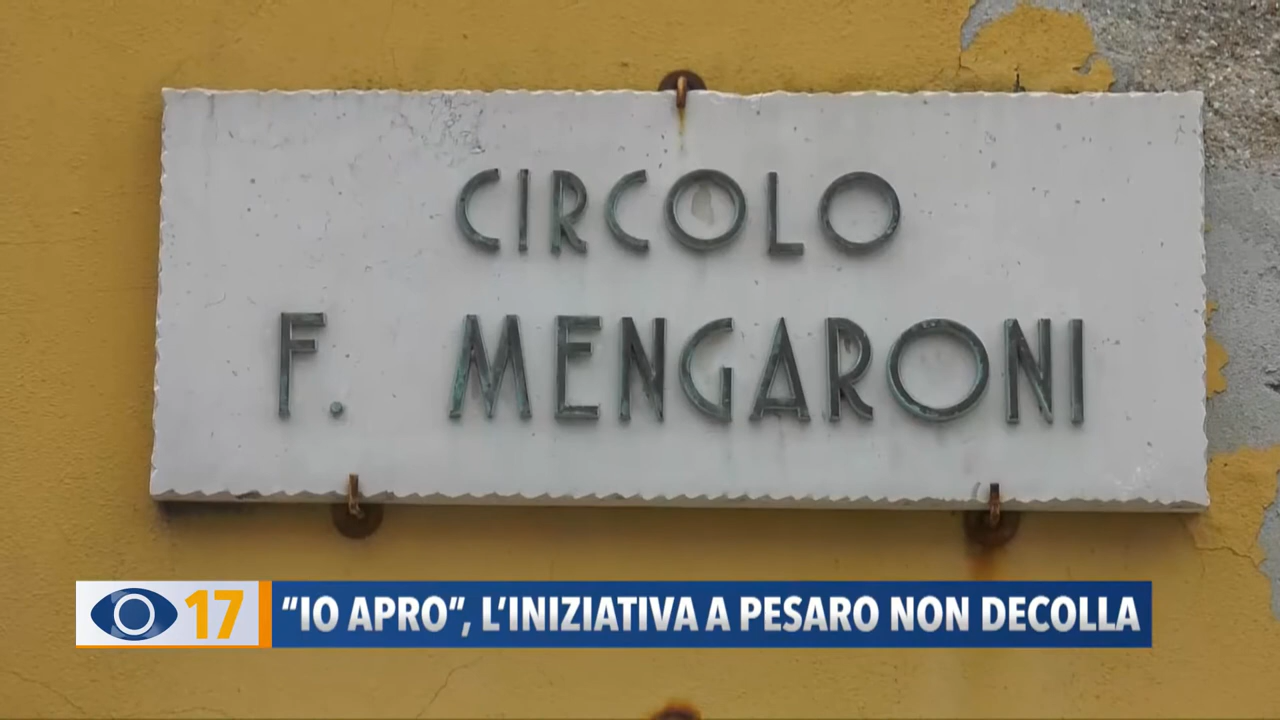 CIRCOLO
F. MENGARONI
17 “IO APRO”, L’INIZIATIVA A PESARO NON DECOLLA